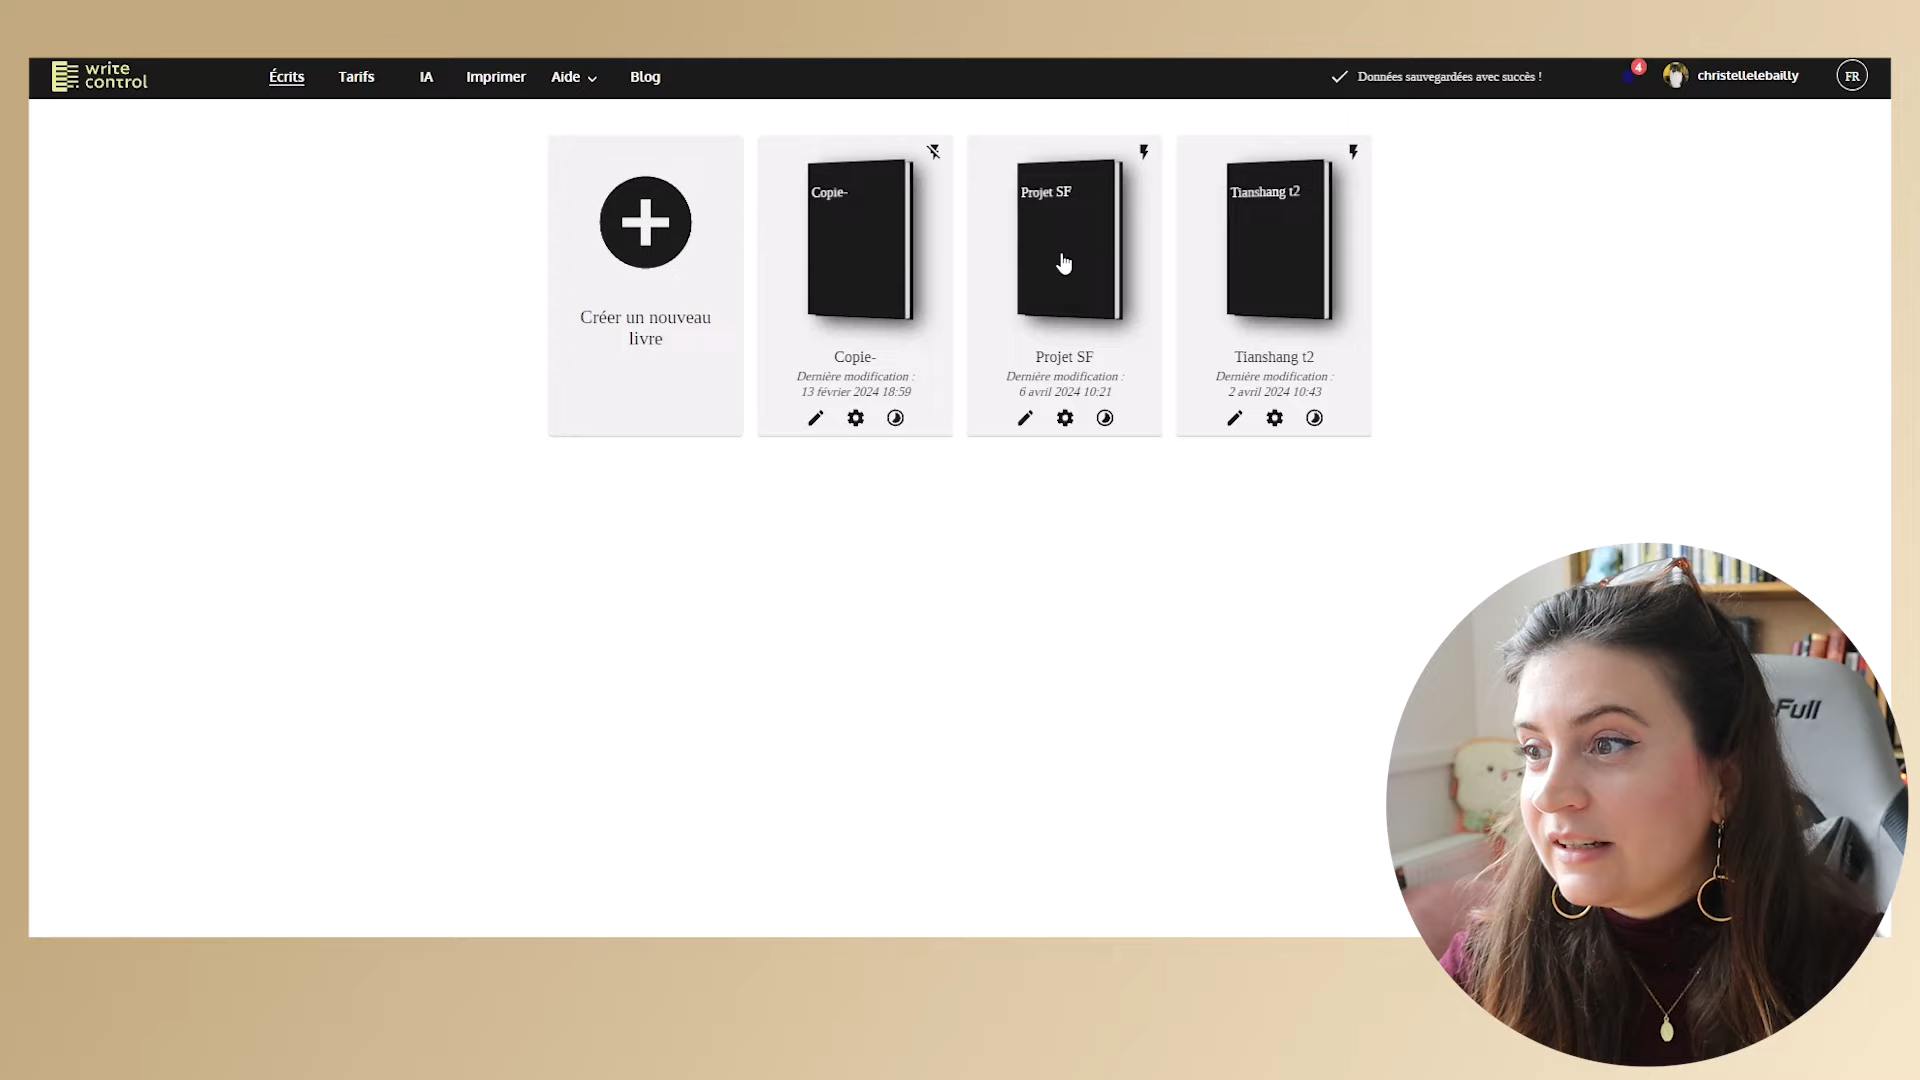 write
control
Écrits
Tarifs
IA
Imprimer
Aide
Blog
Données sauvegardées avec succès !
4
christellelebailly
FR
Créer un nouveau
livre
Copie-
Copie-
Dernière modification :
13 février 2024 18:59
Projet SF
Projet SF
Dernière modification :
6 avril 2024 10:21
Tianshang t2
Tianshang t2
Dernière modification :
2 avril 2024 10:43
Full